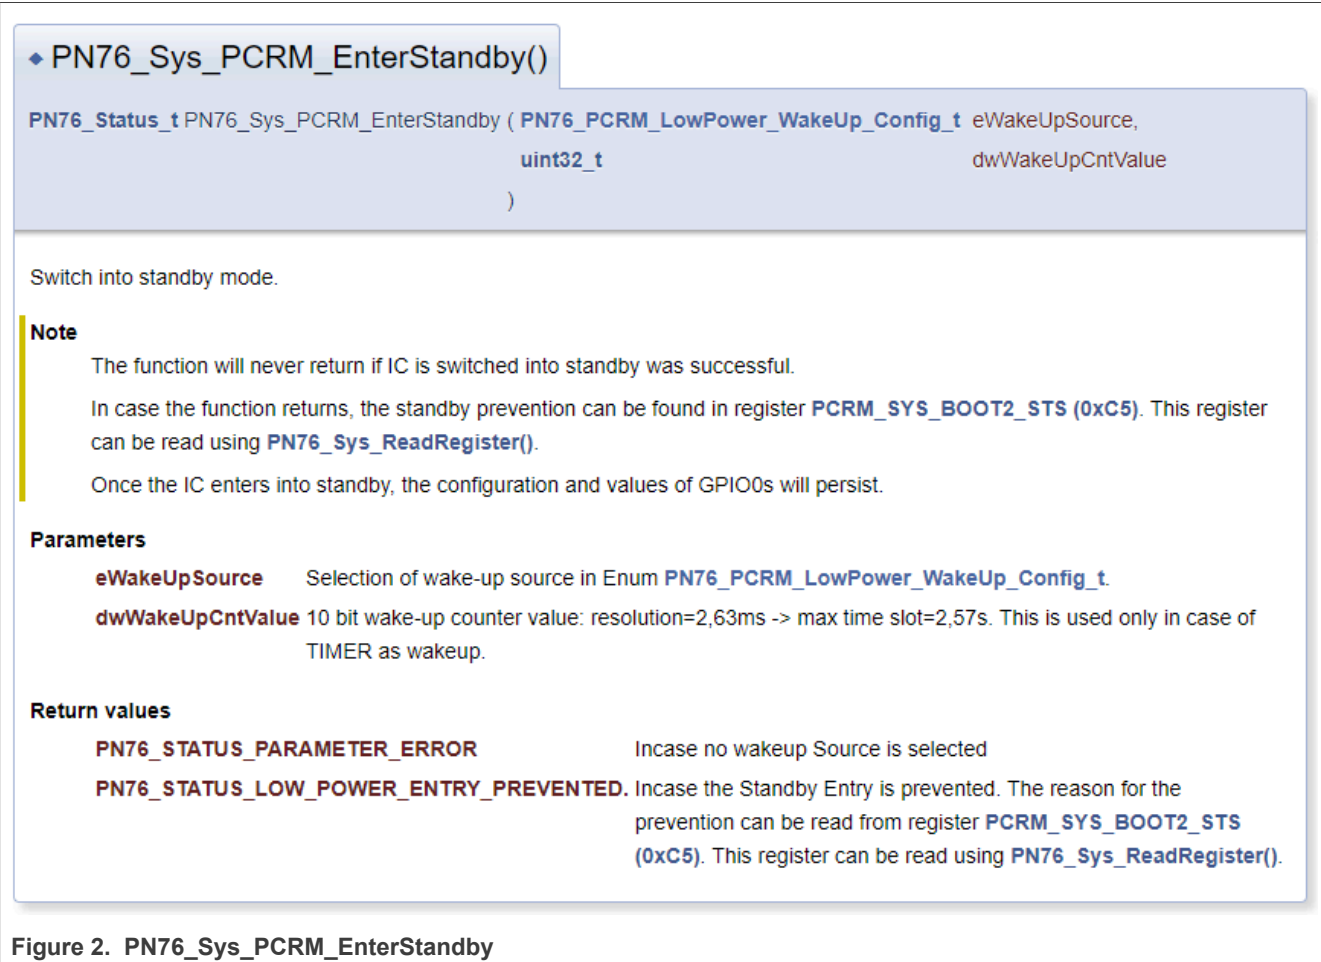 PN76_Sys_PCRM_EnterStandby()
PN76_Status_t PN76_Sys_PCRM_EnterStandby ( PN76_PCRM_LowPower_WakeUp_Config_t eWakeUpSource,
uint32_t dwWakeUpCntValue
)
Switch into standby mode.
Note
The function will never return if IC is switched into standby was successful.
In case the function returns, the standby prevention can be found in register PCRM_SYS_BOOT2_STS (0xC5). This register
can be read using PN76_Sys_ReadRegister().
Once the IC enters into standby, the configuration and values of GPIO0s will persist.
Parameters
eWakeUpSource Selection of wake-up source in Enum PN76_PCRM_LowPower_WakeUp_Config_t.
dwWakeUpCntValue 10 bit wake-up counter value: resolution=2,63ms -> max time slot=2,57s. This is used only in case of
TIMER as wakeup.
Return values
PN76_STATUS_PARAMETER_ERROR Incase no wakeup Source is selected
PN76_STATUS_LOW_POWER_ENTRY_PREVENTED. Incase the Standby Entry is prevented. The reason for the
prevention can be read from register PCRM_SYS_BOOT2_STS
(0xC5). This register can be read using PN76_Sys_ReadRegister().
Figure 2. PN76_Sys_PCRM_EnterStandby